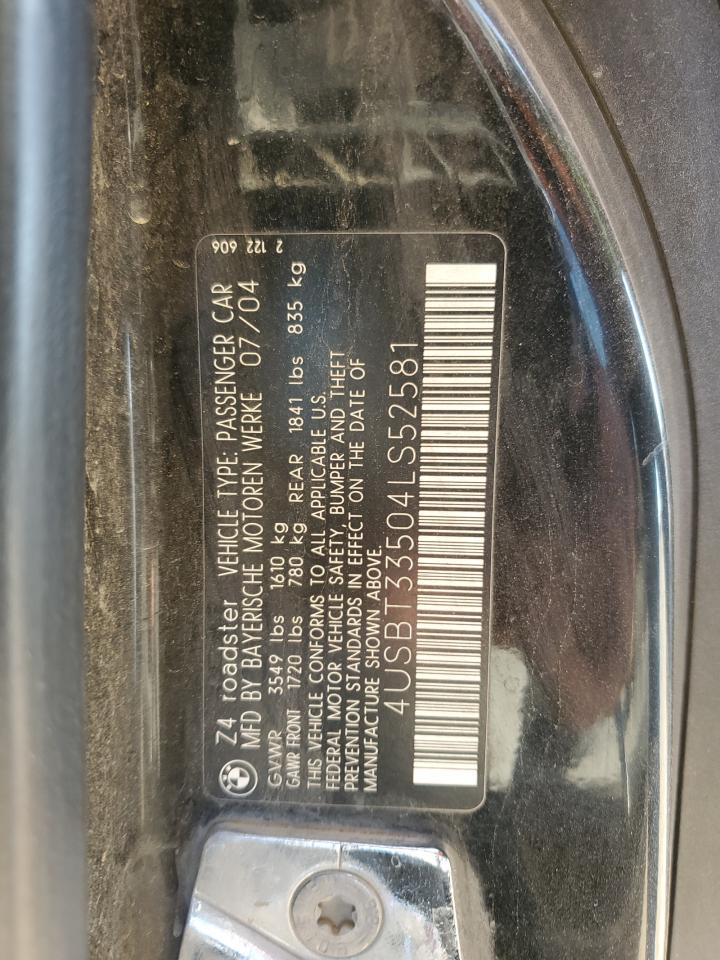 Z4 roadster VEHICLE TYPE: PASSENGER CAR
MFD BY BAYERISCHE MOTOREN WERKE 07/04
GVWR 3549 lbs 1610 kg
GAWR FRONT 1720 lbs 780 kg REAR 1841 lbs 835 kg
THIS VEHICLE CONFORMS TO ALL APPLICABLE U.S.
FEDERAL MOTOR VEHICLE SAFETY, BUMPER AND THEFT
PREVENTION STANDARDS IN EFFECT ON THE DATE OF
MANUFACTURE SHOWN ABOVE.
4USBT33504LS52581
2 122 606